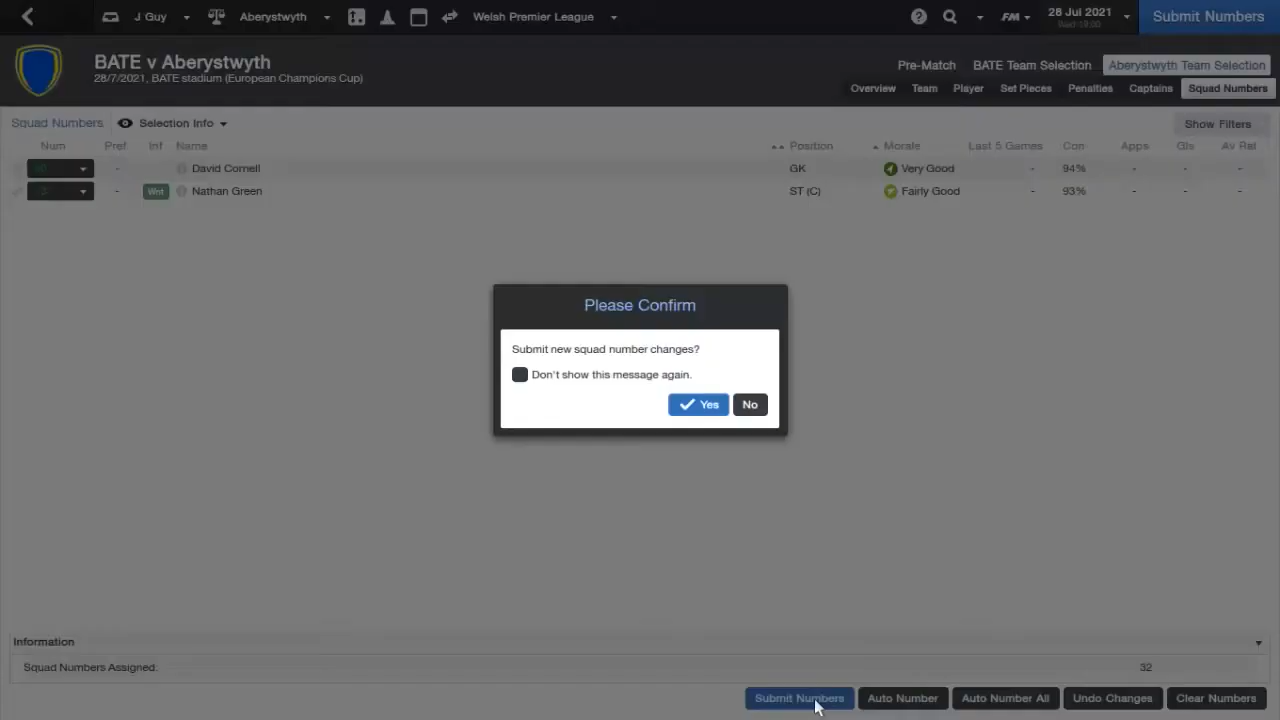 J Guy Aberystwyth Welsh Premier League FM 28 Jul 2021 Submit Numbers
Wed 19:00
BATE v Aberystwyth
28/7/2021, BATE stadium (European Champions Cup)
Pre-Match BATE Team Selection Aberystwyth Team Selection
Overview Team Player Set Pieces Penalties Captains Squad Numbers
Squad Numbers Selection Info Show Filters
Num Pref Inf Name Position Morale Last 5 Games Con Apps Gls Av Rat
- David Cornell GK Very Good - 94% - - -
- Wnt Nathan Green ST (C) Fairly Good - 93% - - -
Please Confirm
Submit new squad number changes?
Don't show this message again.
Yes No
Information
Squad Numbers Assigned: 32
Submit Numbers Auto Number Auto Number All Undo Changes Clear Numbers